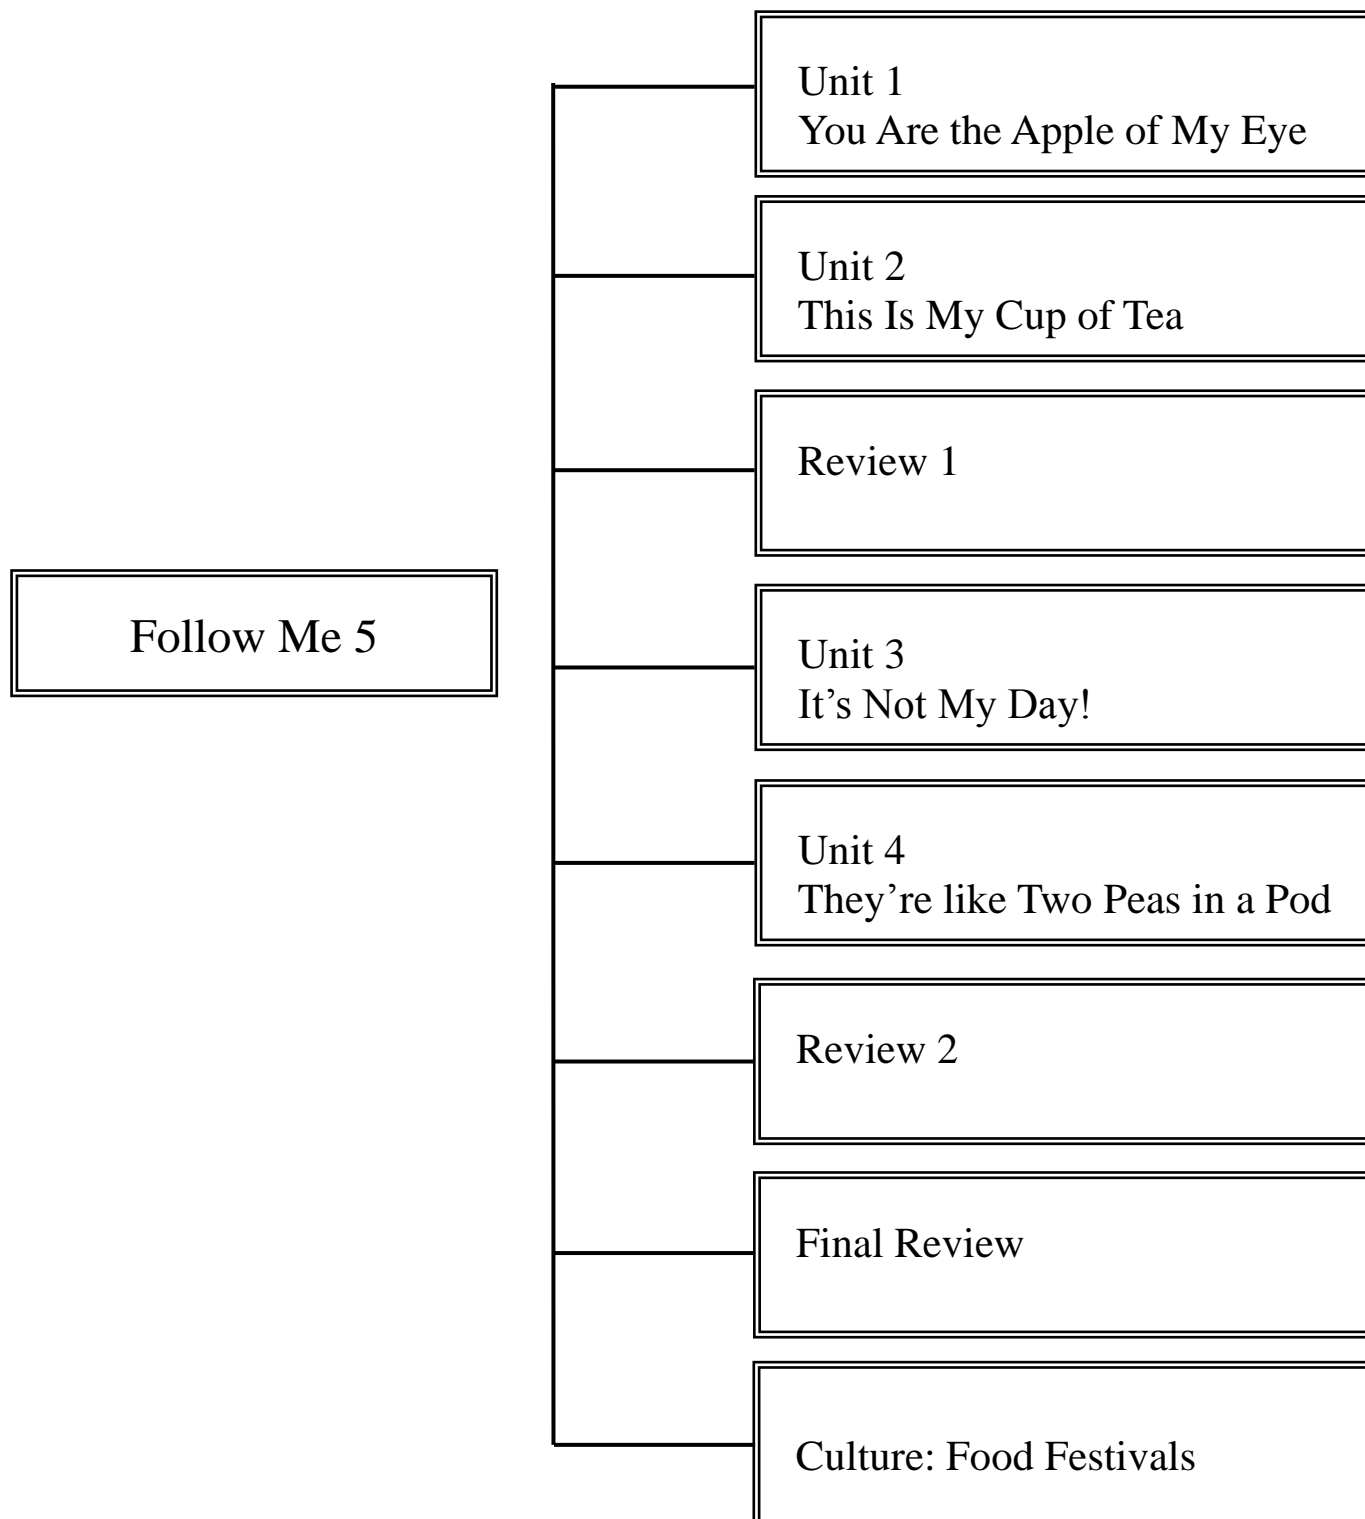 Follow Me 5
Unit 1
You Are the Apple of My Eye
Unit 2
This Is My Cup of Tea
Review 1
Unit 3
It’s Not My Day!
Unit 4
They’re like Two Peas in a Pod
Review 2
Final Review
Culture: Food Festivals